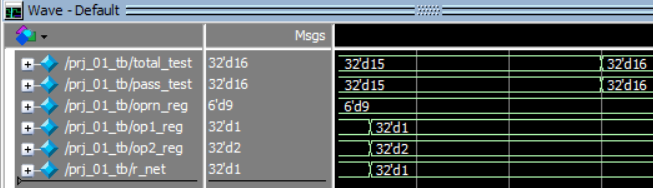 Wave - Default
Msgs
/prj_01_tb/total_test 32'd16 32'd15 32'd16
/prj_01_tb/pass_test 32'd16 32'd15 32'd16
/prj_01_tb/oprn_reg 6'd9 6'd9
/prj_01_tb/op1_reg 32'd1 32'd1
/prj_01_tb/op2_reg 32'd2 32'd2
/prj_01_tb/r_net 32'd1 32'd1